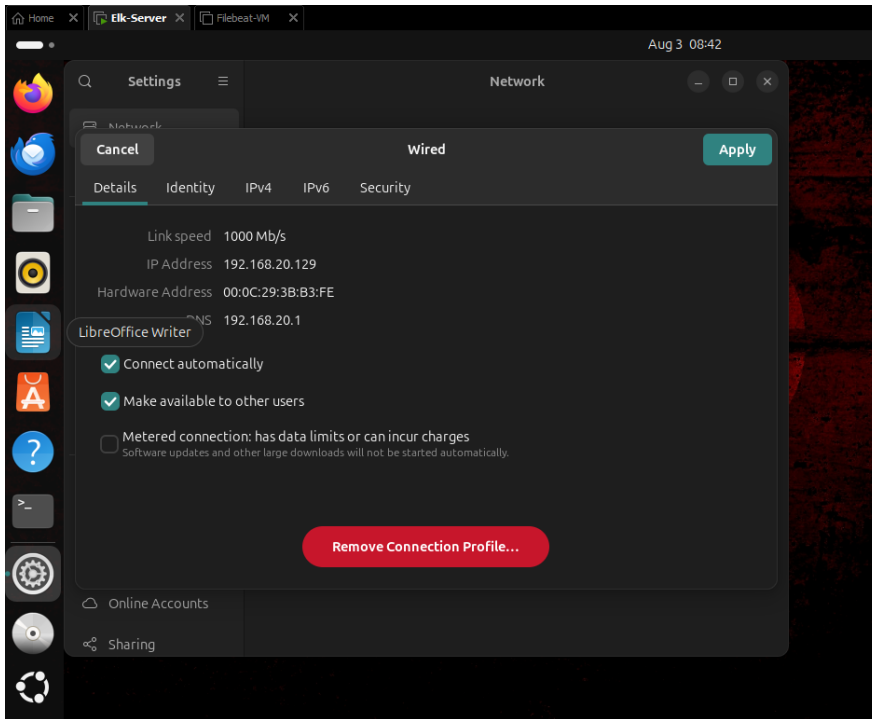 Home
Elk-Server
Filebeat-VM
Aug 3 08:42
Settings
Network
Network
Cancel
Wired
Apply
Details Identity IPv4 IPv6 Security
Link speed 1000 Mb/s
IP Address 192.168.20.129
Hardware Address 00:0C:29:3B:B3:FE
DNS 192.168.20.1
LibreOffice Writer
Connect automatically
Make available to other users
Metered connection: has data limits or can incur charges
Software updates and other large downloads will not be started automatically.
Remove Connection Profile...
Online Accounts
Sharing